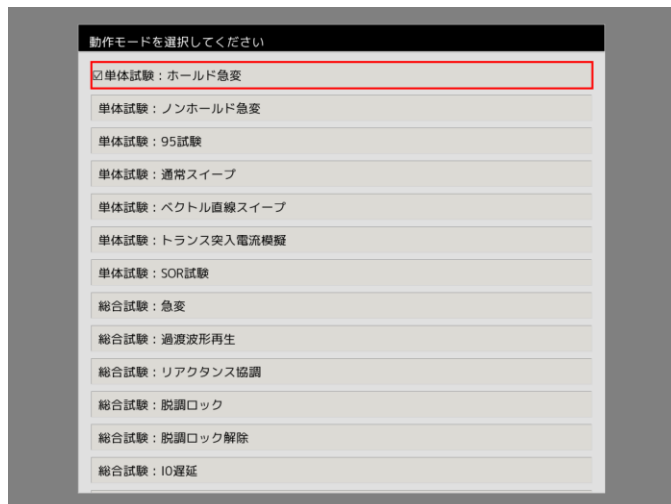 動作モードを選択してください
☑単体試験：ホールド急変
単体試験：ノンホールド急変
単体試験：95試験
単体試験：通常スイープ
単体試験：ベクトル直線スイープ
単体試験：トランス突入電流模擬
単体試験：SOR試験
総合試験：急変
総合試験：過渡波形再生
総合試験：リアクタンス協調
総合試験：脱調ロック
総合試験：脱調ロック解除
総合試験：IO遅延